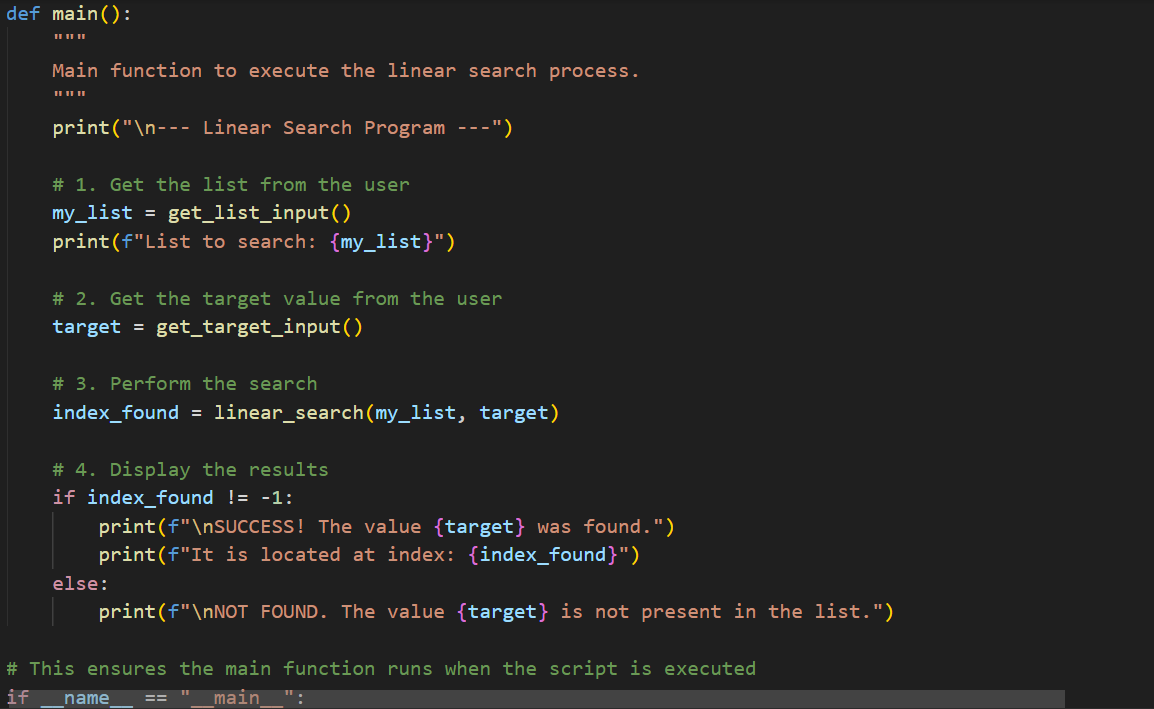 def main():
    """
    Main function to execute the linear search process.
    """
    print("\n--- Linear Search Program ---")
    # 1. Get the list from the user
    my_list = get_list_input()
    print(f"List to search: {my_list}")
    # 2. Get the target value from the user
    target = get_target_input()
    # 3. Perform the search
    index_found = linear_search(my_list, target)
    # 4. Display the results
    if index_found != -1:
        print(f"\nSUCCESS! The value {target} was found.")
        print(f"It is located at index: {index_found}")
    else:
        print(f"\nNOT FOUND. The value {target} is not present in the list.")
# This ensures the main function runs when the script is executed
if __name__ == "__main__":